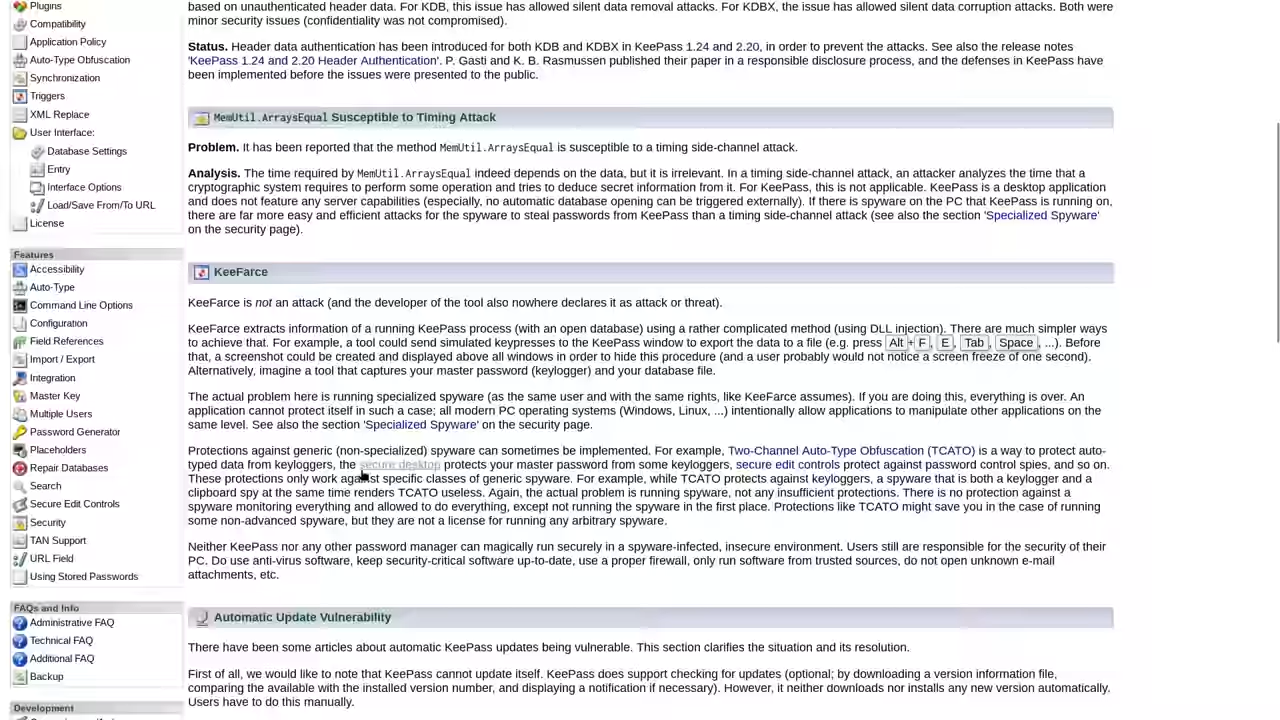 Plugins
Compatibility
Application Policy
Auto-Type Obfuscation
Synchronization
Triggers
XML Replace
User Interface:
Database Settings
Entry
Interface Options
Load/Save From/To URL
License
Features
Accessibility
Auto-Type
Command Line Options
Configuration
Field References
Import / Export
Integration
Master Key
Multiple Users
Password Generator
Placeholders
Repair Databases
Search
Secure Edit Controls
Security
TAN Support
URL Field
Using Stored Passwords
FAQs and Info
Administrative FAQ
Technical FAQ
Additional FAQ
Backup
Development
based on unauthenticated header data. For KDB, this issue has allowed silent data removal attacks. For KDBX, the issue has allowed silent data corruption attacks. Both were
minor security issues (confidentiality was not compromised).
Status. Header data authentication has been introduced for both KDB and KDBX in KeePass 1.24 and 2.20, in order to prevent the attacks. See also the release notes
'KeePass 1.24 and 2.20 Header Authentication'. P. Gasti and K. B. Rasmussen published their paper in a responsible disclosure process, and the defenses in KeePass have
been implemented before the issues were presented to the public.
MemUtil.ArraysEqual Susceptible to Timing Attack
Problem. It has been reported that the method MemUtil.ArraysEqual is susceptible to a timing side-channel attack.
Analysis. The time required by MemUtil.ArraysEqual indeed depends on the data, but it is irrelevant. In a timing side-channel attack, an attacker analyzes the time that a
cryptographic system requires to perform some operation and tries to deduce secret information from it. For KeePass, this is not applicable. KeePass is a desktop application
and does not feature any server capabilities (especially, no automatic database opening can be triggered externally). If there is spyware on the PC that KeePass is running on,
there are far more easy and efficient attacks for the spyware to steal passwords from KeePass than a timing side-channel attack (see also the section 'Specialized Spyware'
on the security page).
KeeFarce
KeeFarce is not an attack (and the developer of the tool also nowhere declares it as attack or threat).
KeeFarce extracts information of a running KeePass process (with an open database) using a rather complicated method (using DLL injection). There are much simpler ways
to achieve that. For example, a tool could send simulated keypresses to the KeePass window to export the data to a file (e.g. press Alt+F, E, Tab, Space, ...). Before
that, a screenshot could be created and displayed above all windows in order to hide this procedure (and a user probably would not notice a screen freeze of one second).
Alternatively, imagine a tool that captures your master password (keylogger) and your database file.
The actual problem here is running specialized spyware (as the same user and with the same rights, like KeeFarce assumes). If you are doing this, everything is over. An
application cannot protect itself in such a case; all modern PC operating systems (Windows, Linux, ...) intentionally allow applications to manipulate other applications on the
same level. See also the section 'Specialized Spyware' on the security page.
Protections against generic (non-specialized) spyware can sometimes be implemented. For example, Two-Channel Auto-Type Obfuscation (TCATO) is a way to protect auto-
typed data from keyloggers, the secure desktop protects your master password from some keyloggers, secure edit controls protect against password control spies, and so on.
These protections only work against specific classes of generic spyware. For example, while TCATO protects against keyloggers, a spyware that is both a keylogger and a
clipboard spy at the same time renders TCATO useless. Again, the actual problem is running spyware, not any insufficient protections. There is no protection against a
spyware monitoring everything and allowed to do everything, except not running the spyware in the first place. Protections like TCATO might save you in the case of running
some non-advanced spyware, but they are not a license for running any arbitrary spyware.
Neither KeePass nor any other password manager can magically run securely in a spyware-infected, insecure environment. Users still are responsible for the security of their
PC. Do use anti-virus software, keep security-critical software up-to-date, use a proper firewall, only run software from trusted sources, do not open unknown e-mail
attachments, etc.
Automatic Update Vulnerability
There have been some articles about automatic KeePass updates being vulnerable. This section clarifies the situation and its resolution.
First of all, we would like to note that KeePass cannot update itself. KeePass does support checking for updates (optional; by downloading a version information file,
comparing the available with the installed version number, and displaying a notification if necessary). However, it neither downloads nor installs any new version automatically.
Users have to do this manually.